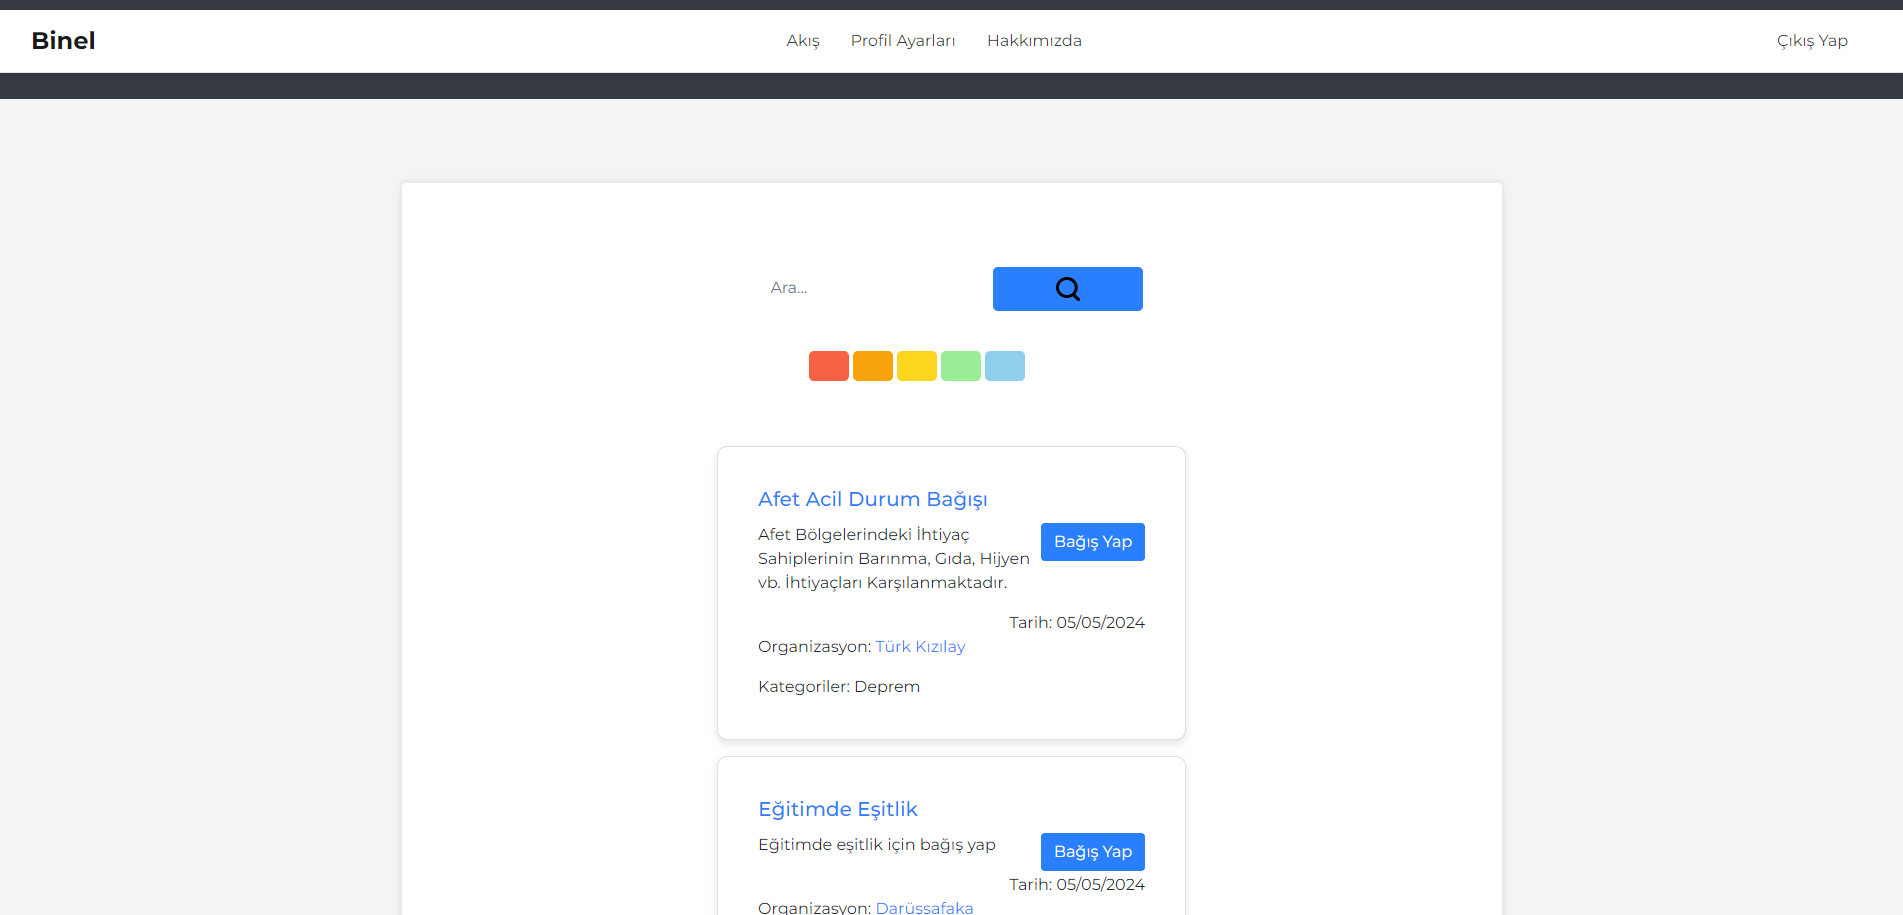 Binel
Akış
Profil Ayarları
Hakkımızda
Çıkış Yap
Ara...
Afet Acil Durum Bağışı
Afet Bölgelerindeki İhtiyaç
Sahiplerinin Barınma, Gıda, Hijyen
vb. İhtiyaçları Karşılanmaktadır.
Bağış Yap
Tarih: 05/05/2024
Organizasyon: Türk Kızılay
Kategoriler: Deprem
Eğitimde Eşitlik
Eğitimde eşitlik için bağış yap
Bağış Yap
Tarih: 05/05/2024
Organizasyon: Darüşşafaka